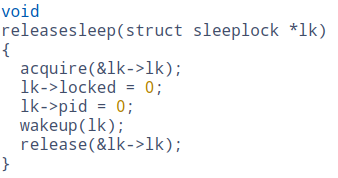 void
releasesleep(struct sleeplock *lk)
{
  acquire(&lk->lk);
  lk->locked = 0;
  lk->pid = 0;
  wakeup(lk);
  release(&lk->lk);
}